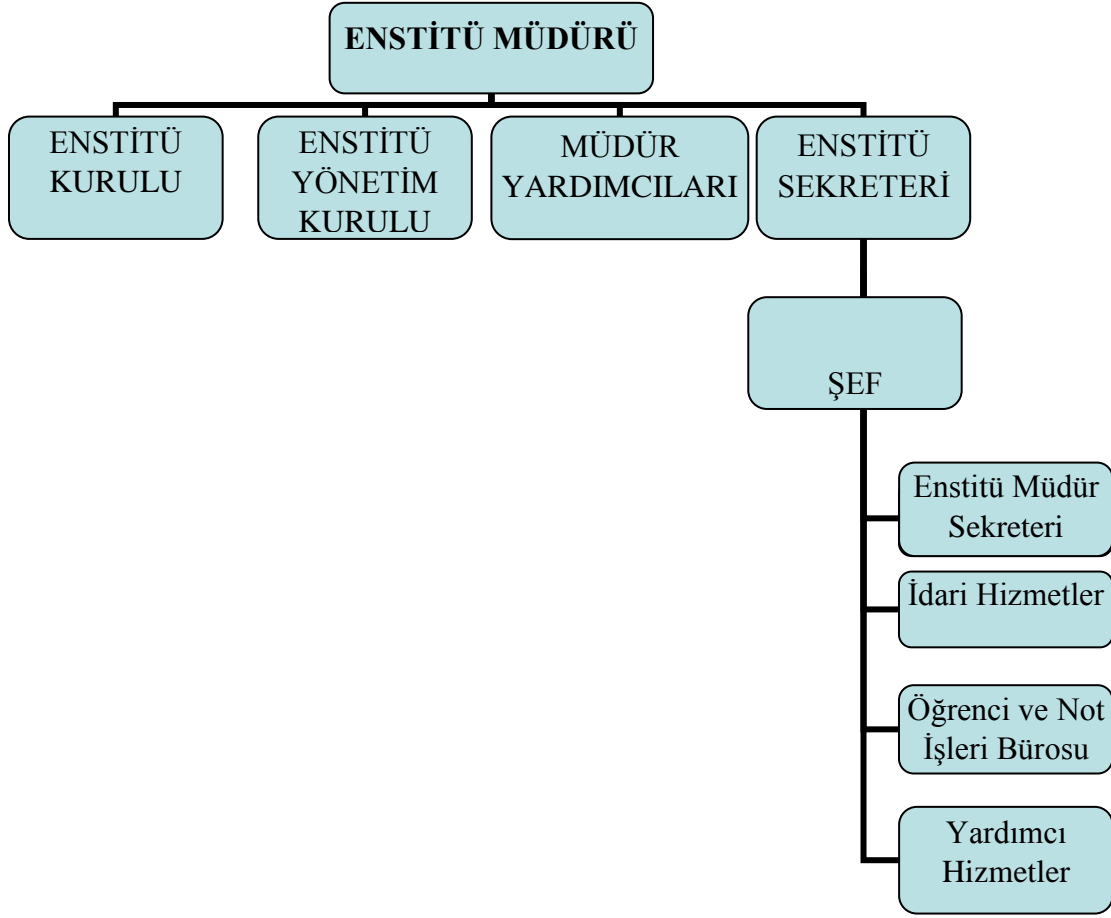 ENSTİTÜ MÜDÜRÜ
ENSTİTÜ
KURULU
ENSTİTÜ
YÖNETİM
KURULU
MÜDÜR
YARDIMCILARI
ENSTİTÜ
SEKRETERİ
ŞEF
Enstitü Müdür
Sekreteri
İdari Hizmetler
Öğrenci ve Not
İşleri Bürosu
Yardımcı
Hizmetler